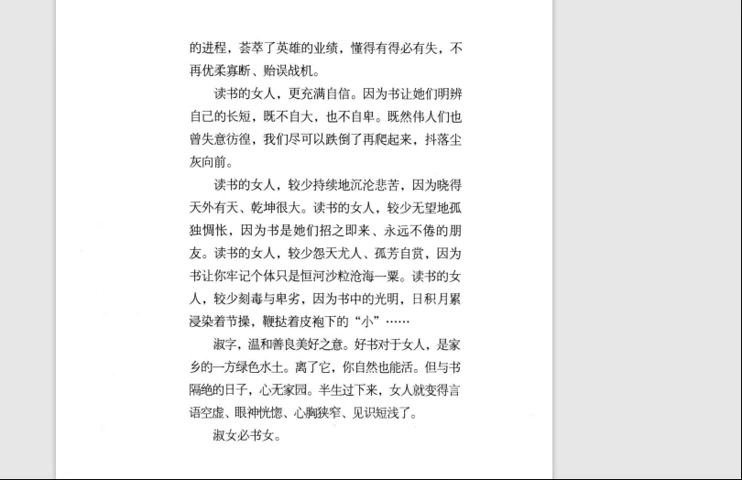 的进程，荟萃了英雄的业绩，懂得有得必有失，不
再优柔寡断、贻误战机。
读书的女人，更充满自信。因为书让她们明辨
自己的长短，既不自大，也不自卑。既然伟人们也
曾失意彷徨，我们尽可以跌倒了再爬起来，抖落尘
灰向前。
读书的女人，较少持续地沉沦悲苦，因为晓得
天外有天、乾坤很大。读书的女人，较少无望地孤
独惆怅，因为书是她们招之即来、永远不倦的朋
友。读书的女人，较少怨天尤人、孤芳自赏，因为
书让你牢记个体只是恒河沙粒沧海一粟。读书的女
人，较少刻毒与卑劣，因为书中的光明，日积月累
浸染着节操，鞭挞着皮袍下的“小”……
淑字，温和善良美好之意。好书对于女人，是家
乡的一方绿色水土。离了它，你自然也能活。但与书
隔绝的日子，心无家园。半生过下来，女人就变得言
语空虚、眼神恍惚、心胸狭窄、见识短浅了。
淑女必书女。